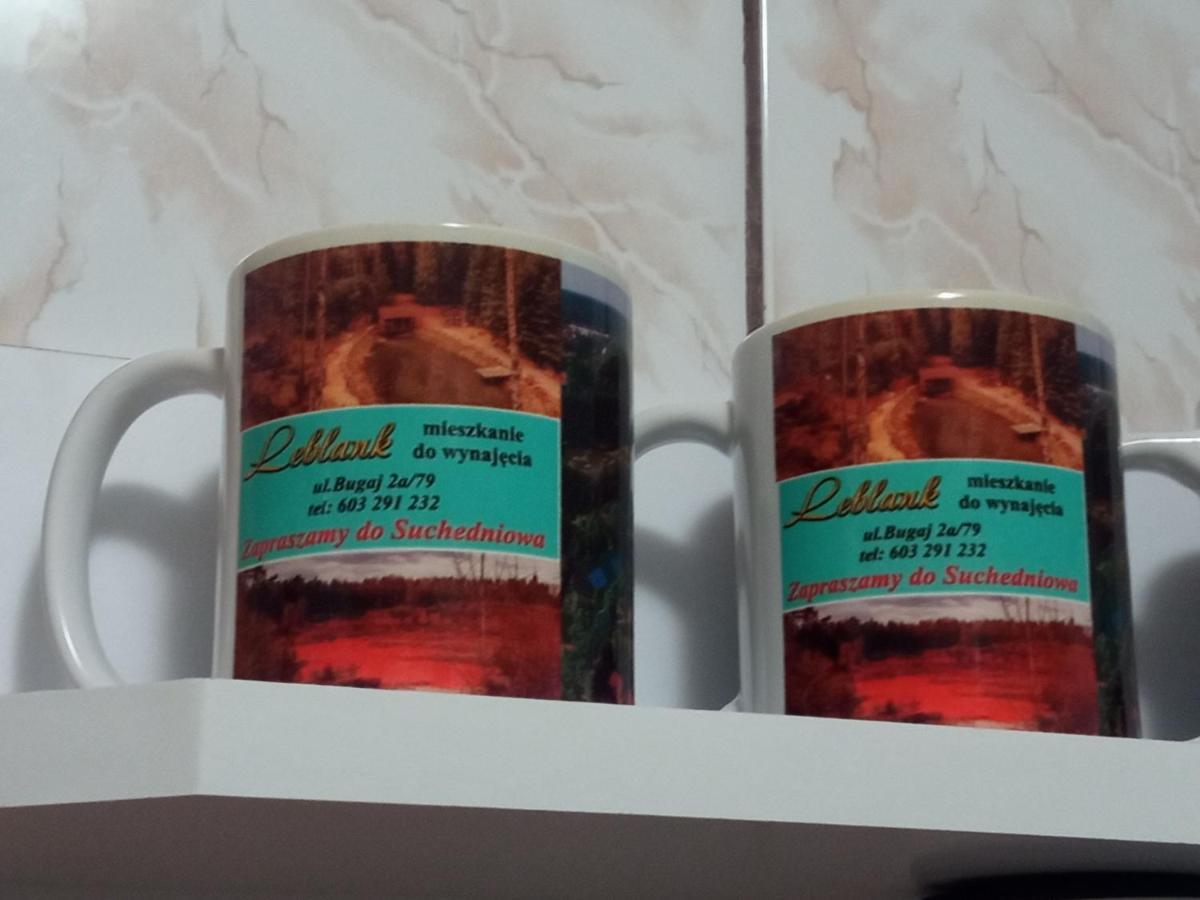 Leblank
mieszkanie
do wynajęcia
ul.Bugaj 2a/79
tel: 603 291 232
Zapraszamy do Suchedniowa
Leblank
mieszkanie
do wynajęcia
ul.Bugaj 2a/79
tel: 603 291 232
Zapraszamy do Suchedniowa